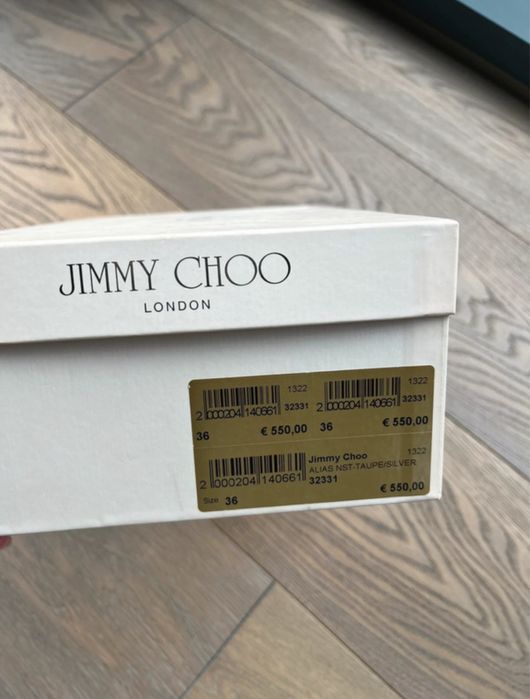 JIMMY CHOO
LONDON
1322
2 000204 140661 32331
36 € 550,00
1322
2 000204 140661 32331
36 € 550,00
Jimmy Choo 1322
ALIAS NST-TAUPE/SILVER
2 000204 140661 32331
Size 36 € 550,00